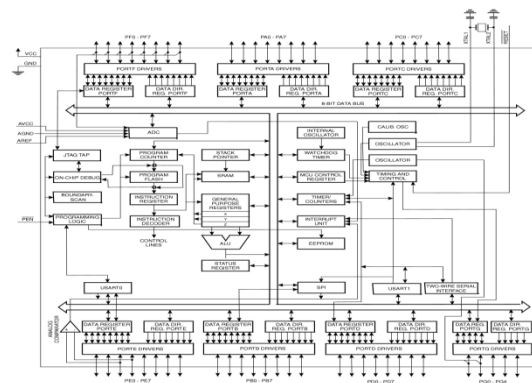 PF0 - PF7
PA0 - PA7
PC0 - PC7
XTAL1
XTAL2
RESET
VCC
GND
PORTF DRIVERS
PORTA DRIVERS
PORTC DRIVERS
DATA REGISTER
PORTF
DATA DIR.
REG. PORTF
DATA REGISTER
PORTA
DATA DIR.
REG. PORTA
DATA REGISTER
PORTC
DATA DIR.
REG. PORTC
8-BIT DATA BUS
AVCC
AGND
AREF
ADC
INTERNAL
OSCILLATOR
CALIB. OSC
OSCILLATOR
OSCILLATOR
JTAG TAP
PROGRAM
COUNTER
STACK
POINTER
WATCHDOG
TIMER
ON-CHIP DEBUG
PROGRAM
FLASH
SRAM
MCU CONTROL
REGISTER
TIMING AND
CONTROL
BOUNDARY-
SCAN
INSTRUCTION
REGISTER
GENERAL
PURPOSE
REGISTERS
X
Y
Z
TIMER/
COUNTERS
PEN
PROGRAMMING
LOGIC
INSTRUCTION
DECODER
INTERRUPT
UNIT
CONTROL
LINES
ALU
EEPROM
STATUS
REGISTER
USART0
SPI
USART1
TWO-WIRE SERIAL
INTERFACE
ANALOG
COMPARATOR
DATA REGISTER
PORTE
DATA DIR.
REG. PORTE
DATA REGISTER
PORTB
DATA DIR.
REG. PORTB
DATA REGISTER
PORTD
DATA DIR.
REG. PORTD
DATA REG.
PORTG
DATA DIR.
REG. PORTG
PORTE DRIVERS
PORTB DRIVERS
PORTD DRIVERS
PORTG DRIVERS
PE0 - PE7
PB0 - PB7
PD0 - PD7
PG0 - PG4